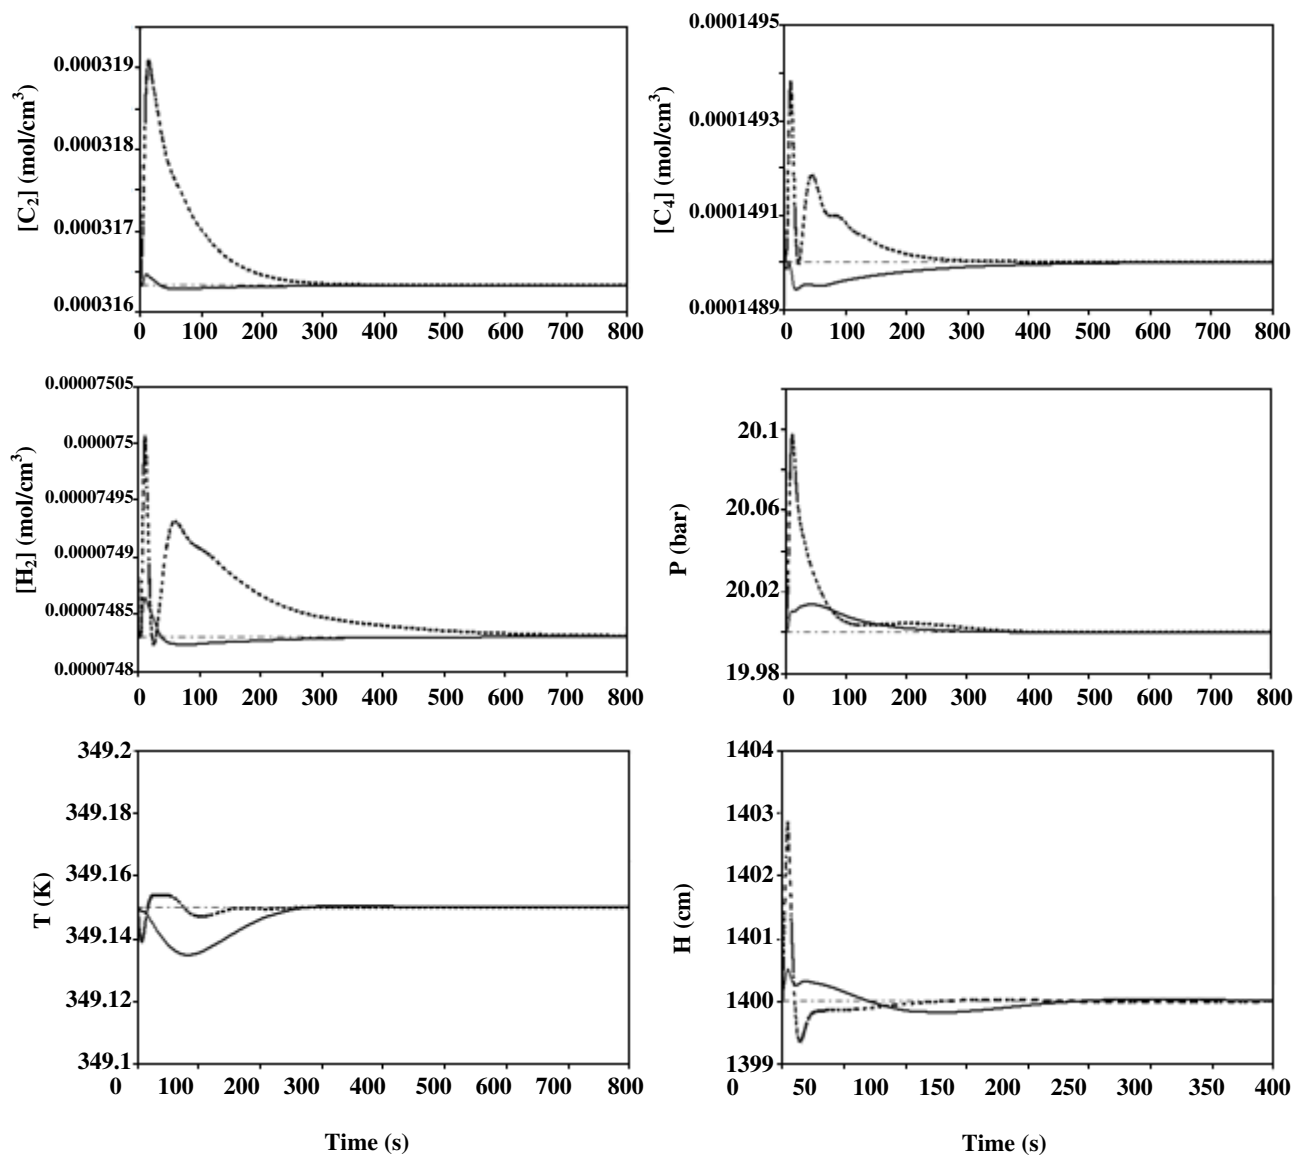 [C2] (mol/cm3)
0.000319
0.000318
0.000317
0.000316
0 100 200 300 400 500 600 700 800
[C4] (mol/cm3)
0.0001495
0.0001493
0.0001491
0.0001489
0 100 200 300 400 500 600 700 800
[H2] (mol/cm3)
0.00007505
0.000075
0.00007495
0.0000749
0.00007485
0.0000748
0 100 200 300 400 500 600 700 800
P (bar)
20.1
20.06
20.02
19.98
0 100 200 300 400 500 600 700 800
T (K)
349.2
349.18
349.16
349.14
349.12
349.1
0 100 200 300 400 500 600 700 800
Time (s)
H (cm)
1404
1403
1402
1401
1400
1399
0 50 100 150 200 250 300 350 400
Time (s)